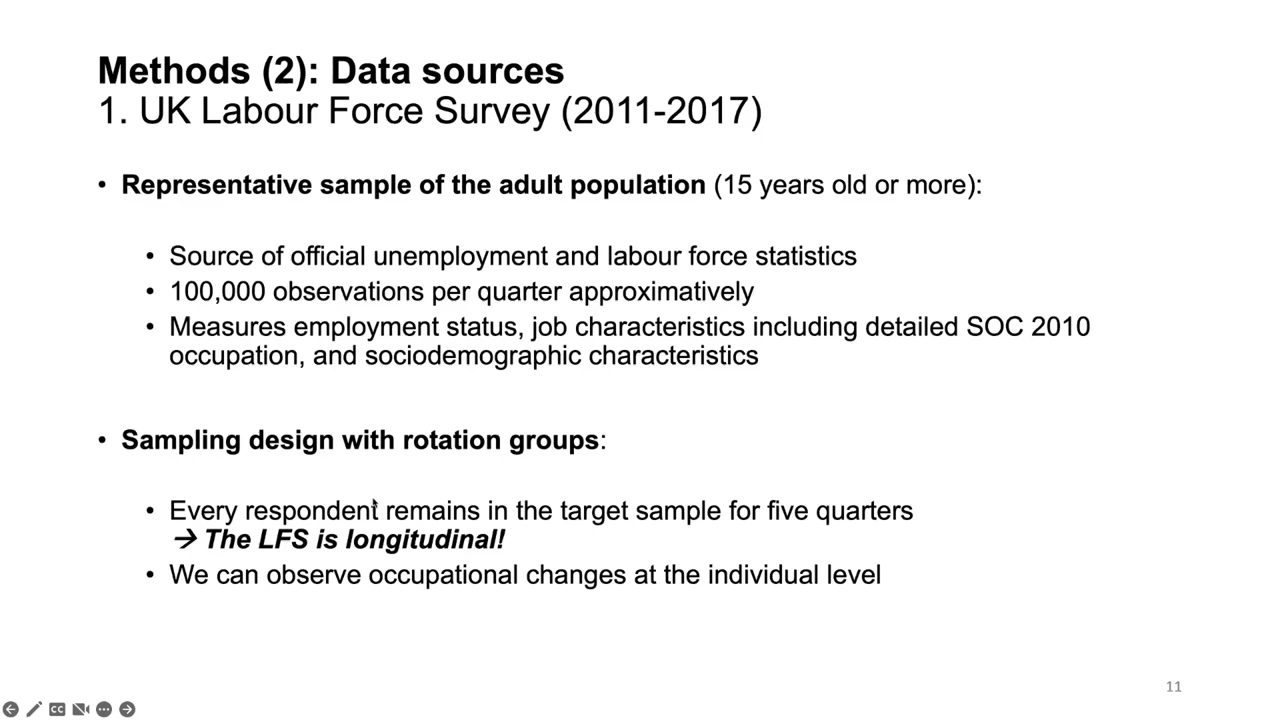 Methods (2): Data sources
1. UK Labour Force Survey (2011-2017)
• Representative sample of the adult population (15 years old or more):
• Source of official unemployment and labour force statistics
• 100,000 observations per quarter approximatively
• Measures employment status, job characteristics including detailed SOC 2010
occupation, and sociodemographic characteristics
• Sampling design with rotation groups:
• Every respondent remains in the target sample for five quarters
→ The LFS is longitudinal!
• We can observe occupational changes at the individual level
11
CC